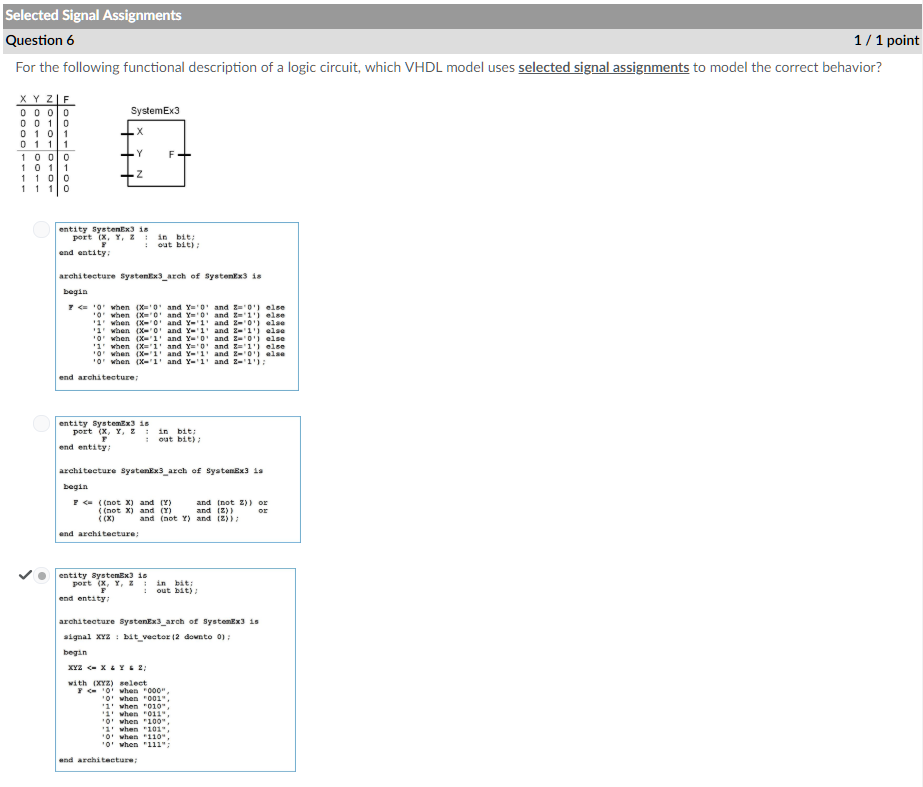 Selected Signal Assignments
Question 6
1 / 1 point
For the following functional description of a logic circuit, which VHDL model uses selected signal assignments to model the correct behavior?
X Y Z F
0 0 0 0
0 0 1 0
0 1 0 1
0 1 1 1
1 0 0 0
1 0 1 1
1 1 0 0
1 1 1 0
SystemEx3
X
Y F
Z
entity SystemEx3 is
port (X, Y, Z : in bit;
F : out bit);
end entity;
architecture SystemEx3_arch of SystemEx3 is
begin
F <= '0' when (X='0' and Y='0' and Z='0') else
'0' when (X='0' and Y='0' and Z='1') else
'1' when (X='0' and Y='1' and Z='0') else
'1' when (X='0' and Y='1' and Z='1') else
'0' when (X='1' and Y='0' and Z='0') else
'1' when (X='1' and Y='0' and Z='1') else
'0' when (X='1' and Y='1' and Z='0') else
'0' when (X='1' and Y='1' and Z='1');
end architecture;
entity SystemEx3 is
port (X, Y, Z : in bit;
F : out bit);
end entity;
architecture SystemEx3_arch of SystemEx3 is
begin
F <= ((not X) and (Y) and (not Z)) or
((not X) and (Y) and (Z)) or
((X) and (not Y) and (Z));
end architecture;
entity SystemEx3 is
port (X, Y, Z : in bit;
F : out bit);
end entity;
architecture SystemEx3_arch of SystemEx3 is
signal XYZ : bit_vector(2 downto 0);
begin
XYZ <= X & Y & Z;
with (XYZ) select
F <= '0' when "000",
'0' when "001",
'1' when "010",
'1' when "011",
'0' when "100",
'1' when "101",
'0' when "110",
'0' when "111";
end architecture;